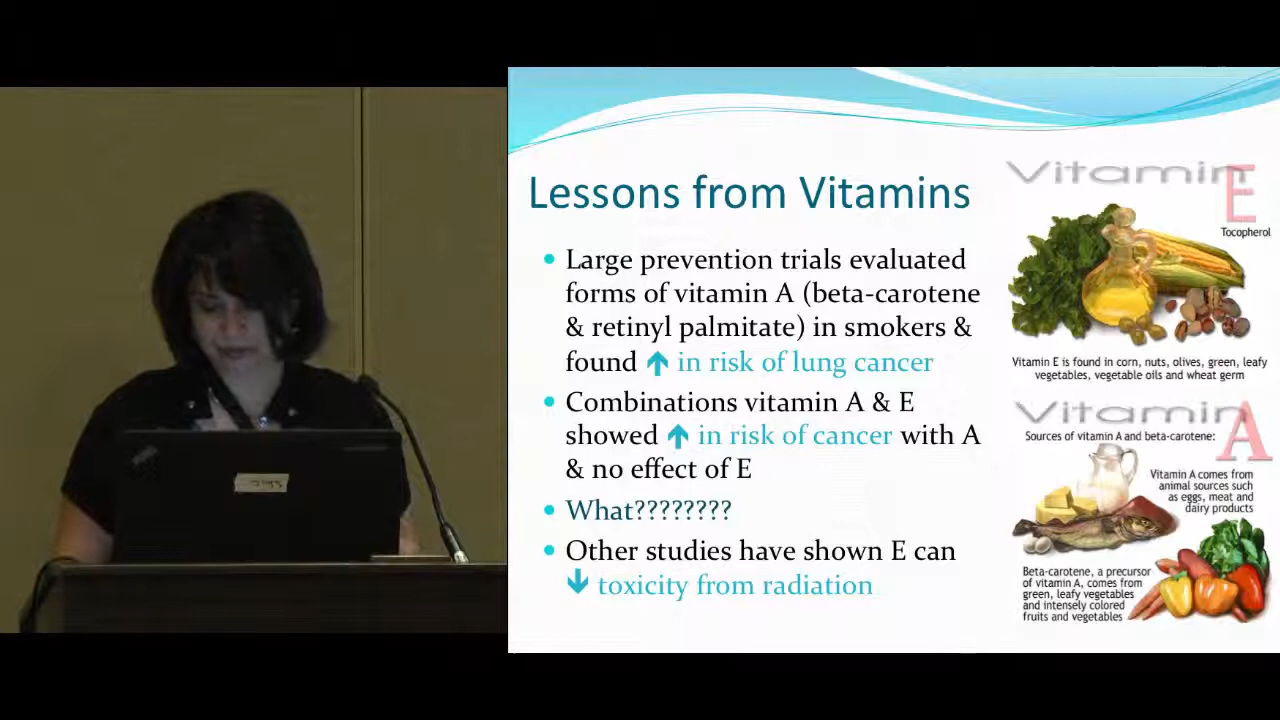 Lessons from Vitamins
• Large prevention trials evaluated
forms of vitamin A (beta-carotene
& retinyl palmitate) in smokers &
found ⬆ in risk of lung cancer
• Combinations vitamin A & E
showed ⬆ in risk of cancer with A
& no effect of E
• What????????
• Other studies have shown E can
⬇ toxicity from radiation
Vitamin E
Tocopherol
Vitamin E is found in corn, nuts, olives, green, leafy
vegetables, vegetable oils and wheat germ
Vitamin A
Sources of vitamin A and beta-carotene:
Vitamin A comes from
animal sources such
as eggs, meat and
dairy products
Beta-carotene, a precursor
of vitamin A, comes from
green, leafy vegetables
and intensely colored
fruits and vegetables